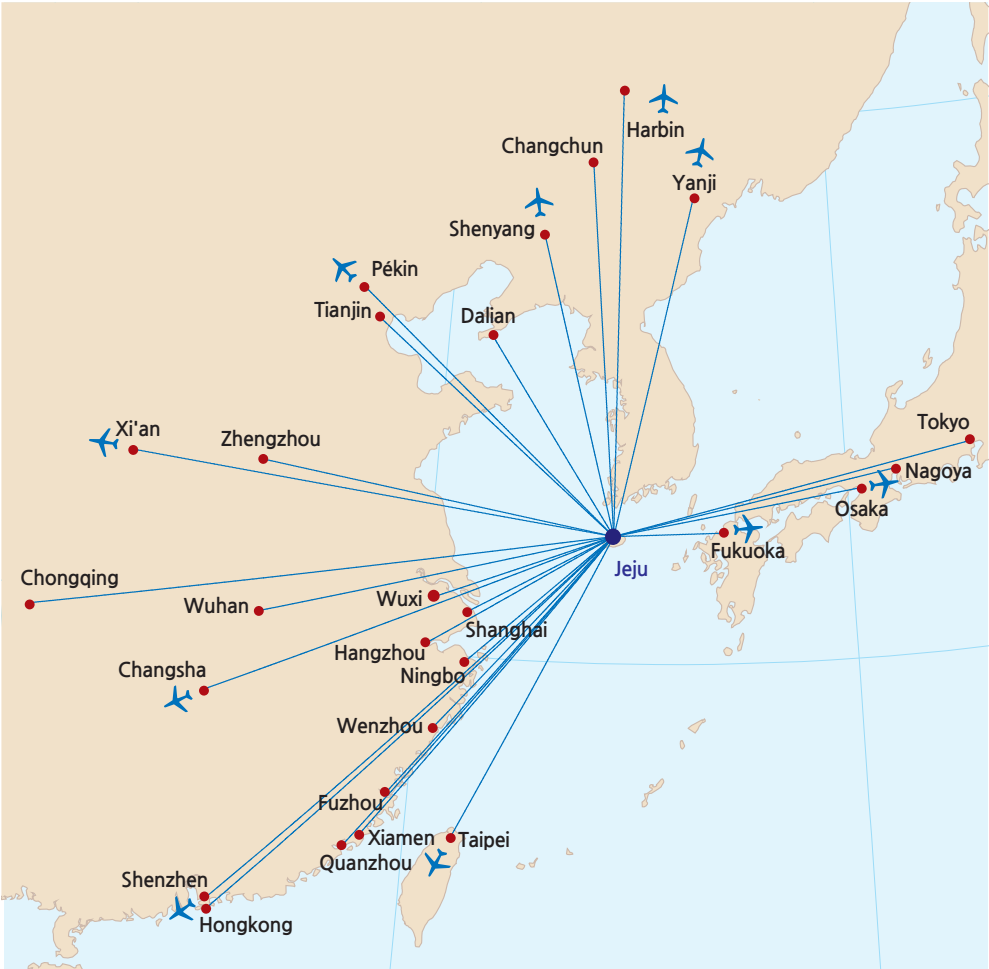 Harbin
Changchun
Yanji
Shenyang
Pékin
Tianjin
Dalian
Xi'an
Zhengzhou
Tokyo
Nagoya
Osaka
Fukuoka
Jeju
Chongqing
Wuhan
Wuxi
Shanghai
Hangzhou
Changsha
Ningbo
Wenzhou
Fuzhou
Xiamen
Taipei
Quanzhou
Shenzhen
Hongkong